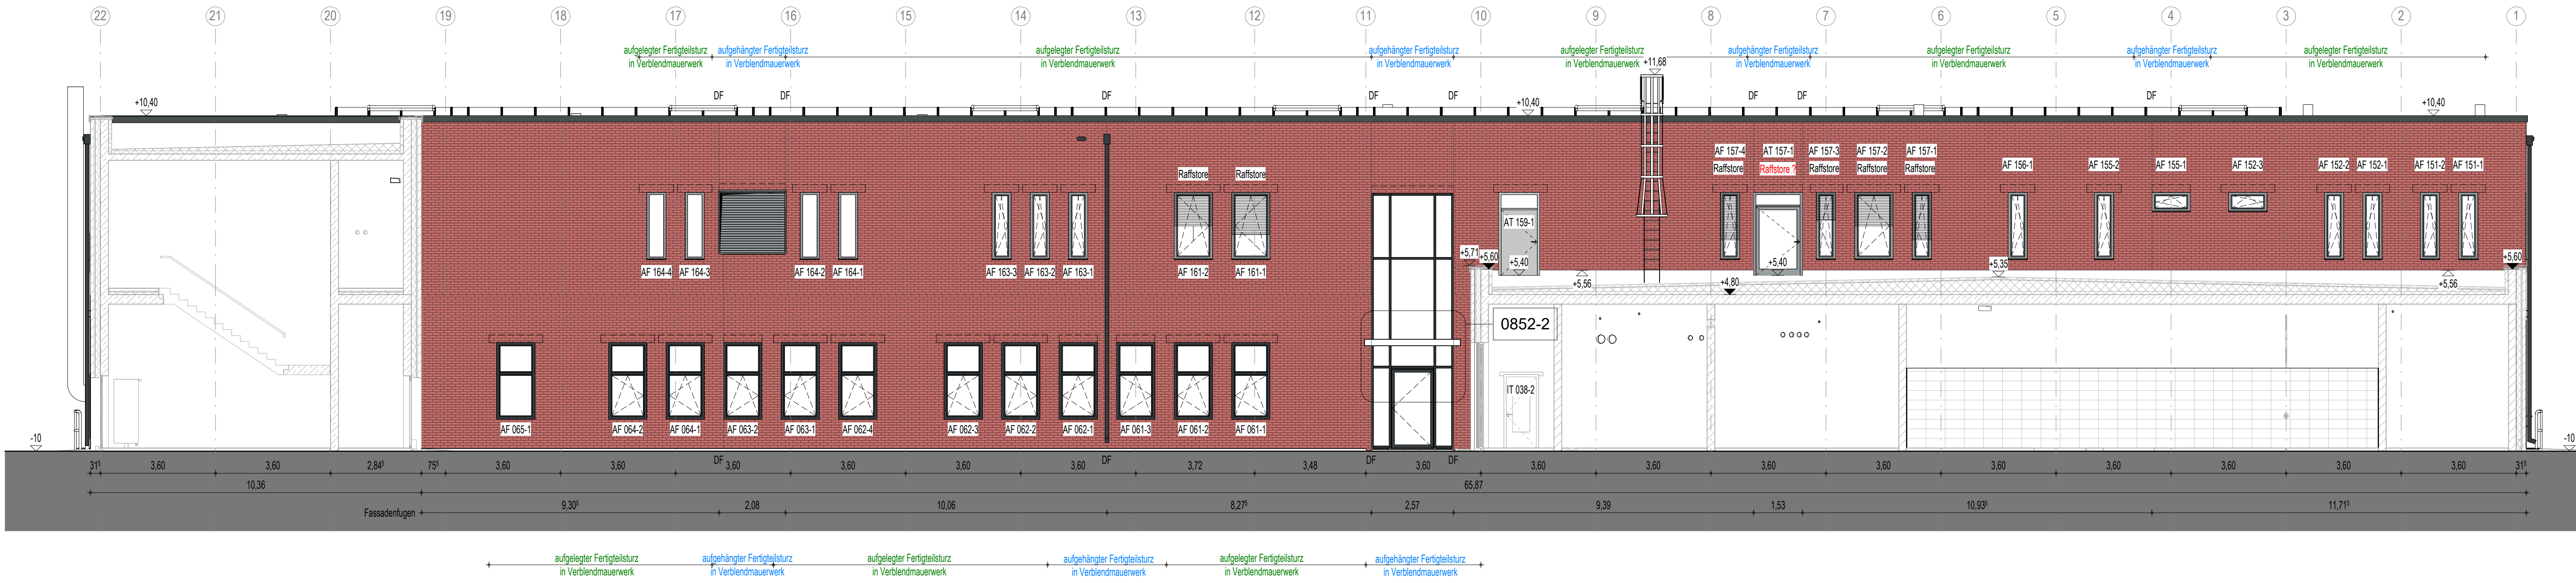 22 21 20 19 18 17 16 15 14 13 12 11 10 9 8 7 6 5 4 3 2 1
aufgelegter Fertigteilsturz aufgehängter Fertigteilsturz aufgelegter Fertigteilsturz aufgehängter Fertigteilsturz aufgelegter Fertigteilsturz aufgehängter Fertigteilsturz aufgelegter Fertigteilsturz aufgehängter Fertigteilsturz aufgelegter Fertigteilsturz
in Verblendmauerwerk in Verblendmauerwerk in Verblendmauerwerk in Verblendmauerwerk in Verblendmauerwerk in Verblendmauerwerk in Verblendmauerwerk in Verblendmauerwerk in Verblendmauerwerk
+11,68
DF DF DF DF DF DF DF DF
+10,40 +10,40 +10,40
AF 157-4 AT 157-1 AF 157-3 AF 157-2 AF 157-1
Raffstore Raffstore ? Raffstore Raffstore Raffstore
AF 156-1 AF 155-2 AF 155-1 AF 152-3 AF 152-2 AF 152-1 AF 151-2 AF 151-1
Raffstore Raffstore
AT 159-1
+5,71 +5,60 +5,40 +5,40 +5,35 +5,60
AF 164-4 AF 164-3 AF 164-2 AF 164-1 AF 163-3 AF 163-2 AF 163-1 AF 161-2 AF 161-1
+5,56 +4,80 +5,56
0852-2
IT 038-2
AF 065-1 AF 064-2 AF 064-1 AF 063-2 AF 063-1 AF 062-4 AF 062-3 AF 062-2 AF 062-1 AF 061-3 AF 061-2 AF 061-1
-10 -10
DF DF DF DF
31⁵ 3,60 3,60 2,84⁵ 75⁵ 3,60 3,60 3,60 3,60 3,60 3,60 3,72 3,48 3,60 3,60 3,60 3,60 3,60 3,60 3,60 3,60 3,60 3,60 31⁵
10,36 65,87
Fassadenfugen 9,30⁵ 2,08 10,06 8,27⁵ 2,57 9,39 1,53 10,93⁵ 11,71⁵
aufgelegter Fertigteilsturz aufgehängter Fertigteilsturz aufgelegter Fertigteilsturz aufgehängter Fertigteilsturz aufgelegter Fertigteilsturz aufgehängter Fertigteilsturz
in Verblendmauerwerk in Verblendmauerwerk in Verblendmauerwerk in Verblendmauerwerk in Verblendmauerwerk in Verblendmauerwerk